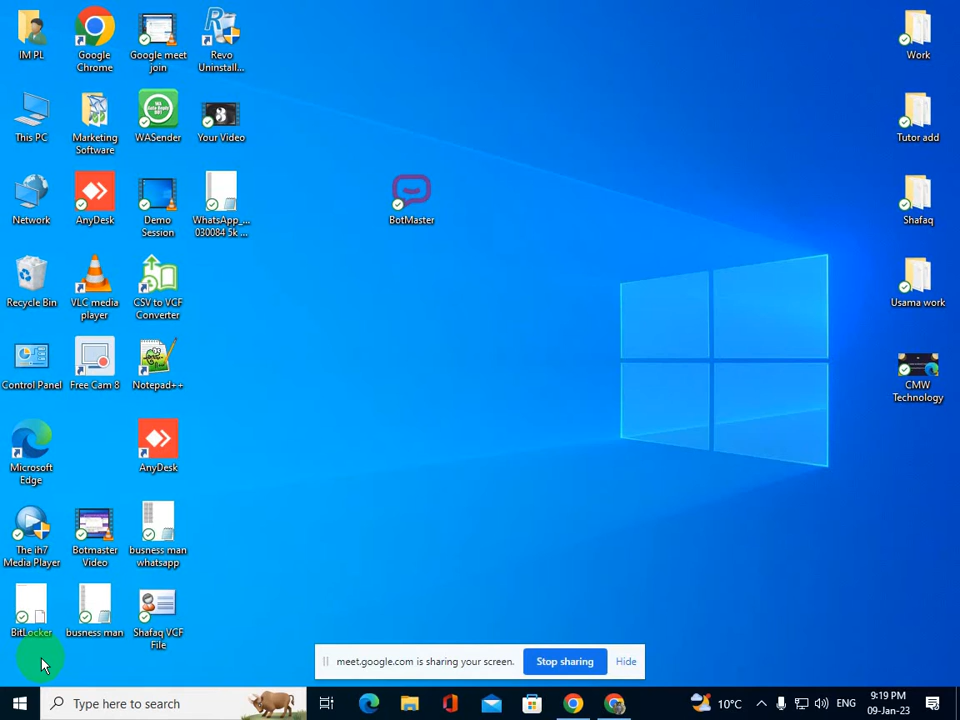 IM PL
Google
Chrome
Google meet
join
Revo
Uninstall...
Work
This PC
Marketing
Software
WASender
Your Video
Tutor add
Network
AnyDesk
Demo
Session
WhatsApp_...
030084 5k ...
BotMaster
Shafaq
Recycle Bin
VLC media
player
CSV to VCF
Converter
Usama work
Control Panel
Free Cam 8
Notepad++
CMW
Technology
Microsoft
Edge
AnyDesk
The ih7
Media Player
Botmaster
Video
busness man
whatsapp
BitLocker
busness man
Shafaq VCF
File
meet.google.com is sharing your screen.
Stop sharing
Hide
Type here to search
10°C
ENG
9:19 PM
09-Jan-23